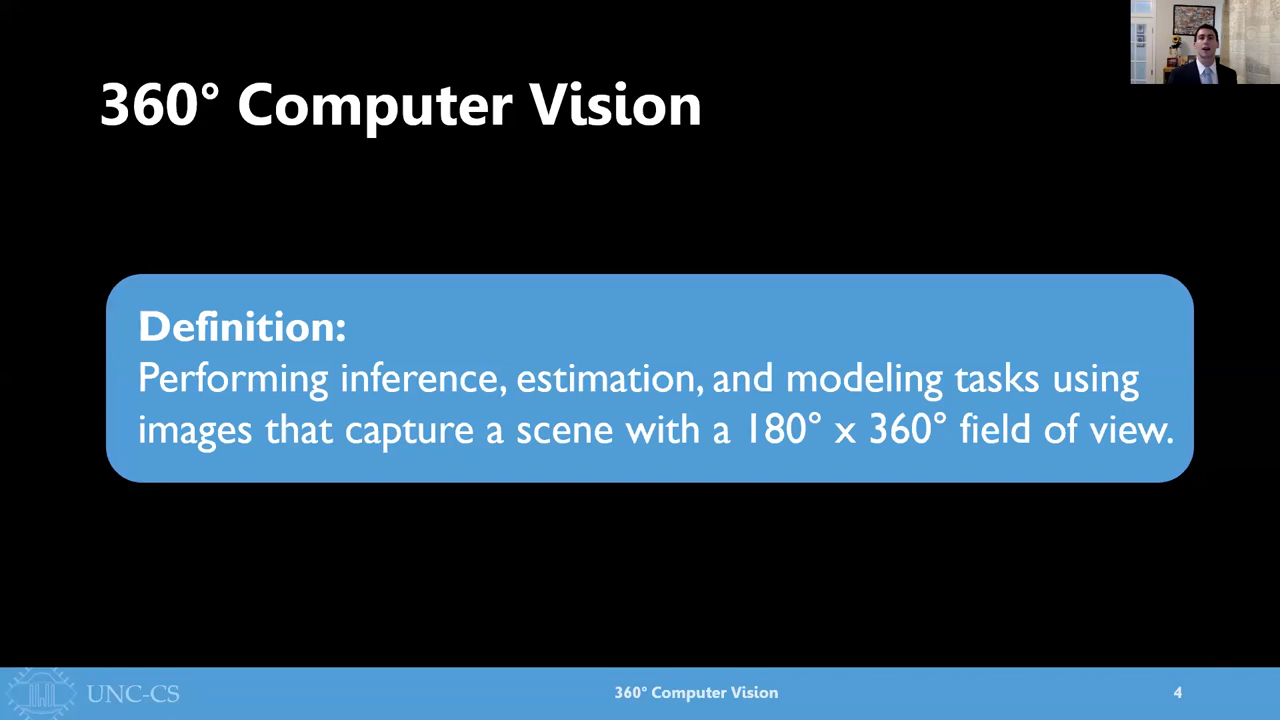 360° Computer Vision
Definition:
Performing inference, estimation, and modeling tasks using
images that capture a scene with a 180° x 360° field of view.
UNC-CS
360° Computer Vision
4